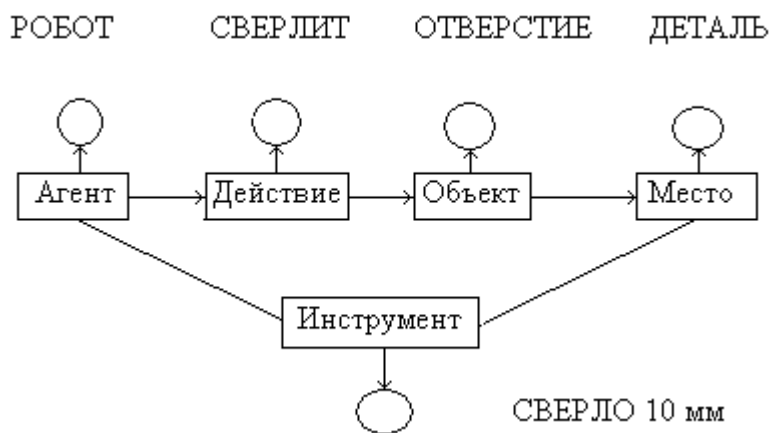 РОБОТ СВЕРЛИТ ОТВЕРСТИЕ ДЕТАЛЬ
Агент Действие Объект Место
Инструмент
СВЕРЛО 10 мм